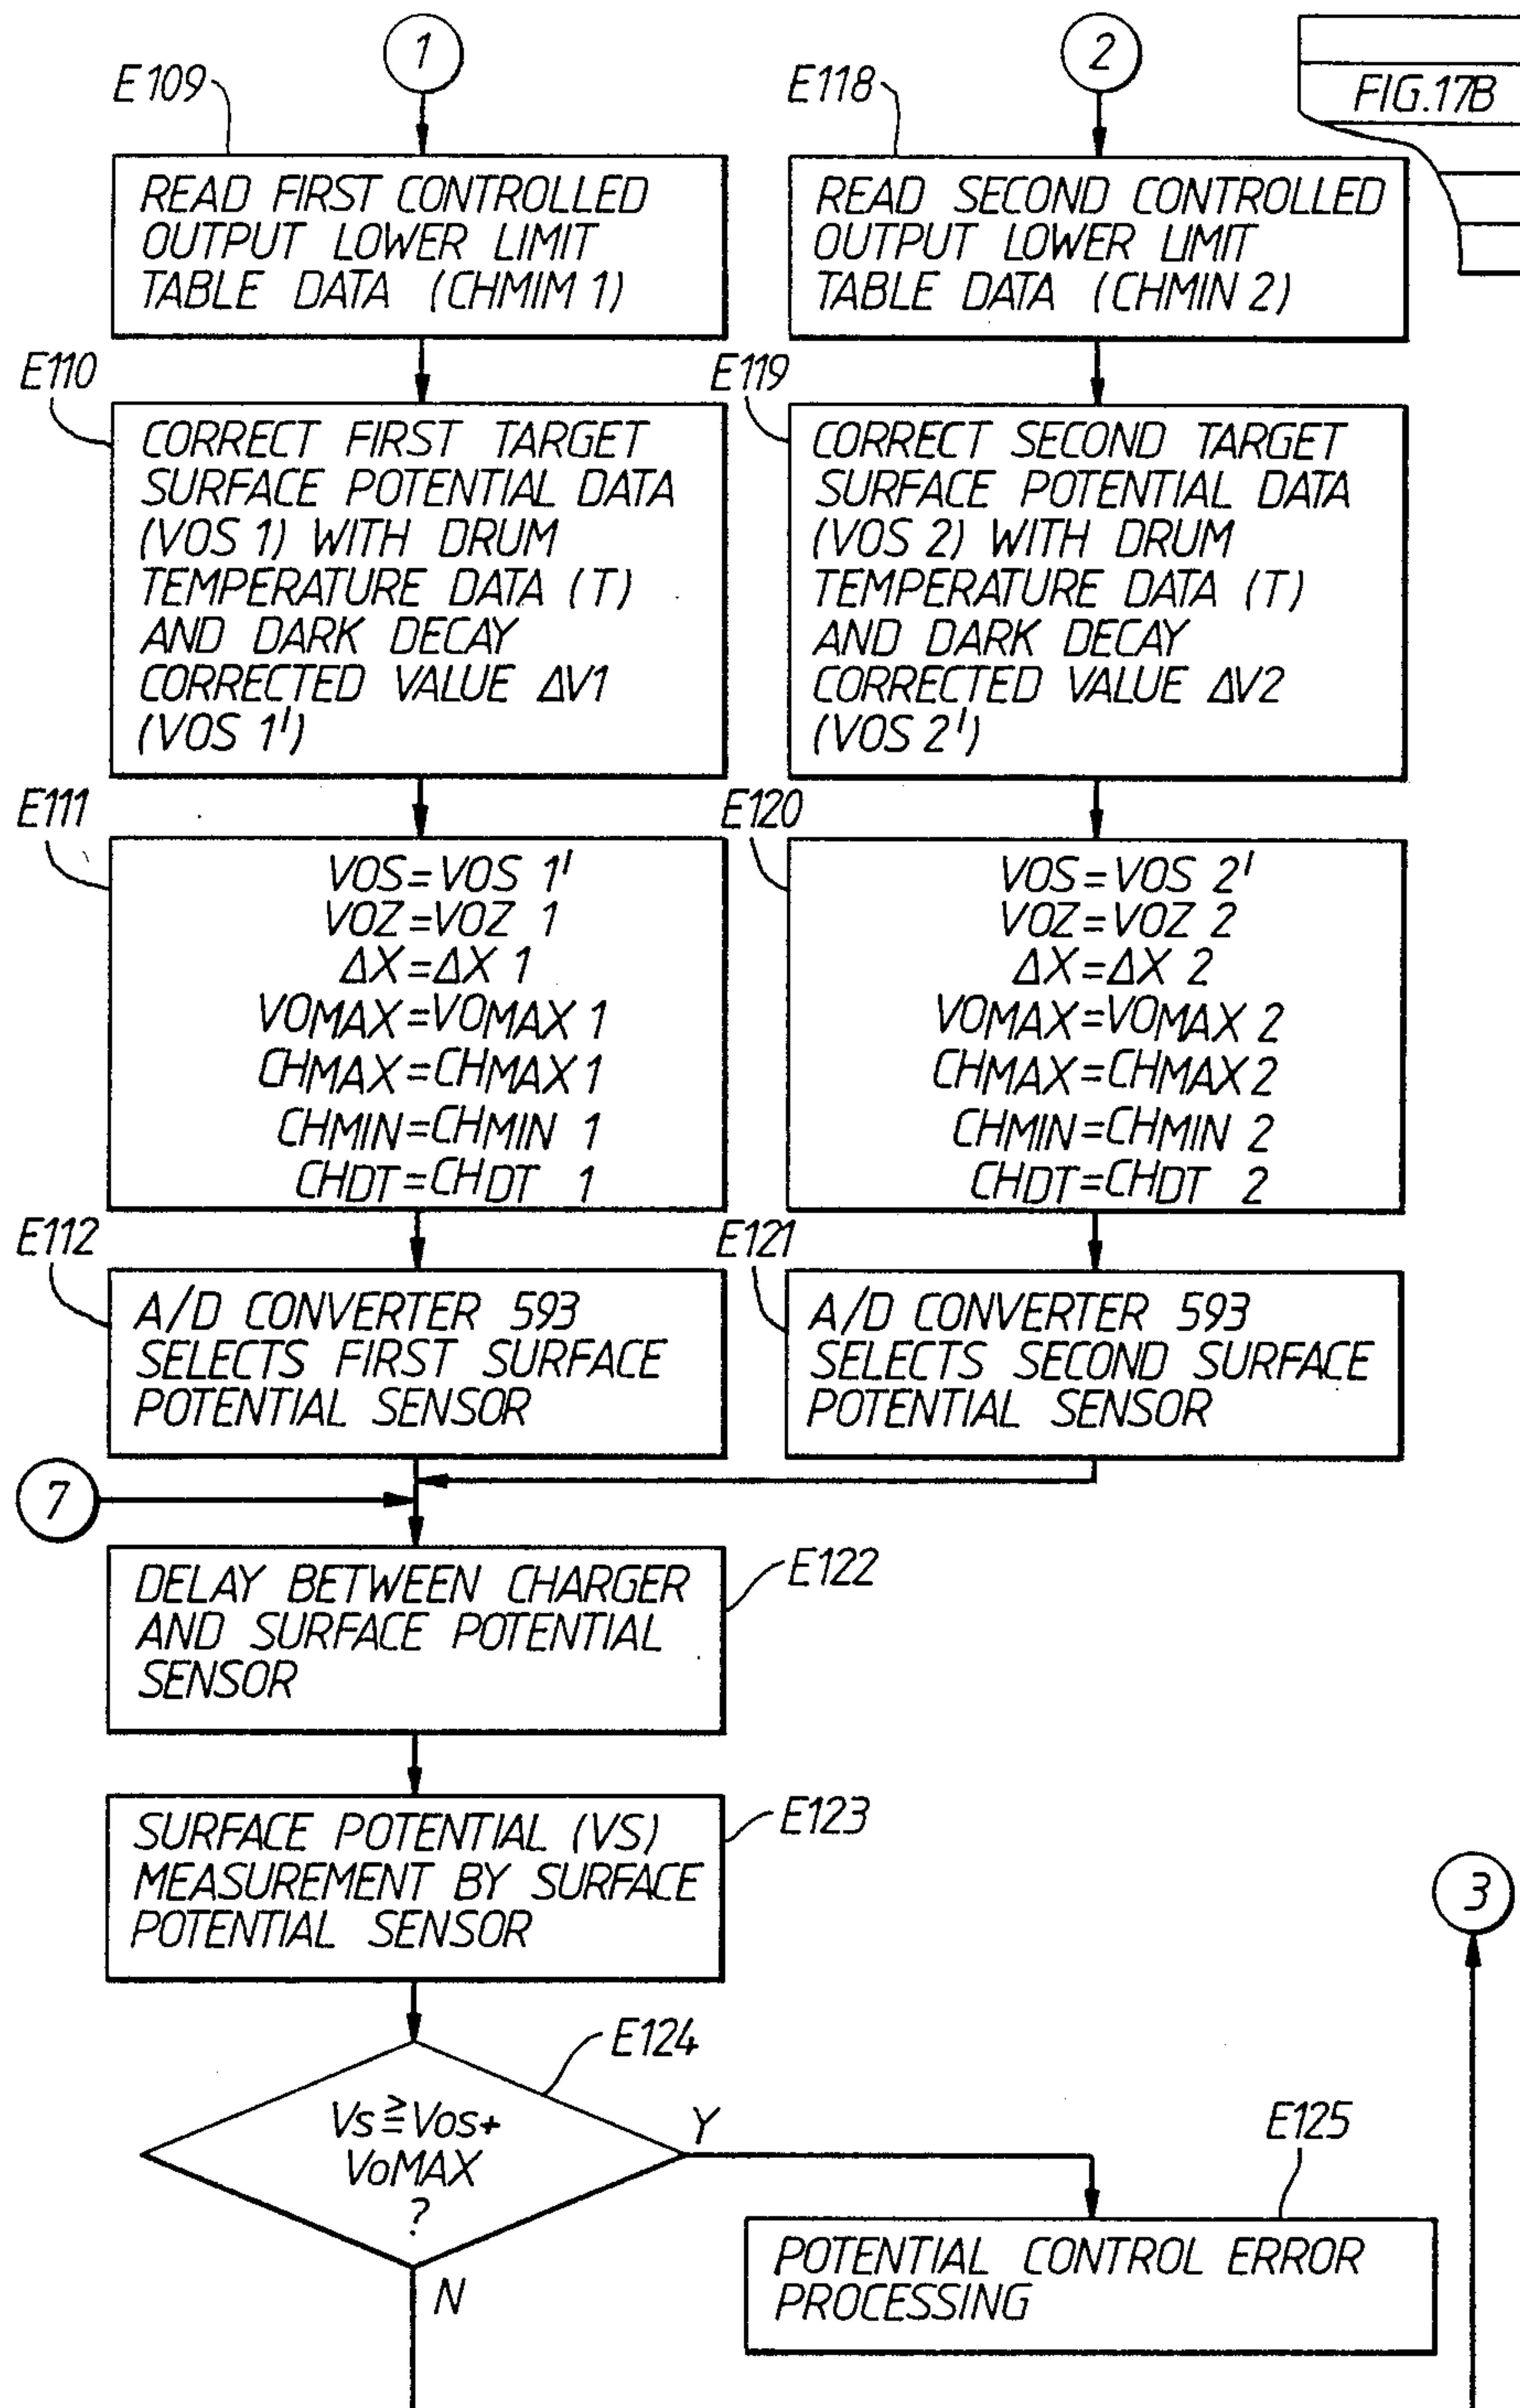 1
2
FIG.17B
E109
READ FIRST CONTROLLED
OUTPUT LOWER LIMIT
TABLE DATA (CHMIM 1)
E118
READ SECOND CONTROLLED
OUTPUT LOWER LIMIT
TABLE DATA (CHMIN 2)
E110
CORRECT FIRST TARGET
SURFACE POTENTIAL DATA
(VOS 1) WITH DRUM
TEMPERATURE DATA (T)
AND DARK DECAY
CORRECTED VALUE ΔV1
(VOS 1')
E119
CORRECT SECOND TARGET
SURFACE POTENTIAL DATA
(VOS 2) WITH DRUM
TEMPERATURE DATA (T)
AND DARK DECAY
CORRECTED VALUE ΔV2
(VOS 2')
E111
VOS=VOS 1'
VOZ=VOZ 1
ΔX=ΔX 1
VOMAX=VOMAX 1
CHMAX=CHMAX 1
CHMIN=CHMIN 1
CHDT=CHDT 1
E120
VOS=VOS 2'
VOZ=VOZ 2
ΔX=ΔX 2
VOMAX=VOMAX 2
CHMAX=CHMAX 2
CHMIN=CHMIN 2
CHDT=CHDT 2
E112
A/D CONVERTER 593
SELECTS FIRST SURFACE
POTENTIAL SENSOR
E121
A/D CONVERTER 593
SELECTS SECOND SURFACE
POTENTIAL SENSOR
7
E122
DELAY BETWEEN CHARGER
AND SURFACE POTENTIAL
SENSOR
E123
SURFACE POTENTIAL (VS)
MEASUREMENT BY SURFACE
POTENTIAL SENSOR
3
E124
Vs≧Vos+
VoMAX
?
Y
N
E125
POTENTIAL CONTROL ERROR
PROCESSING